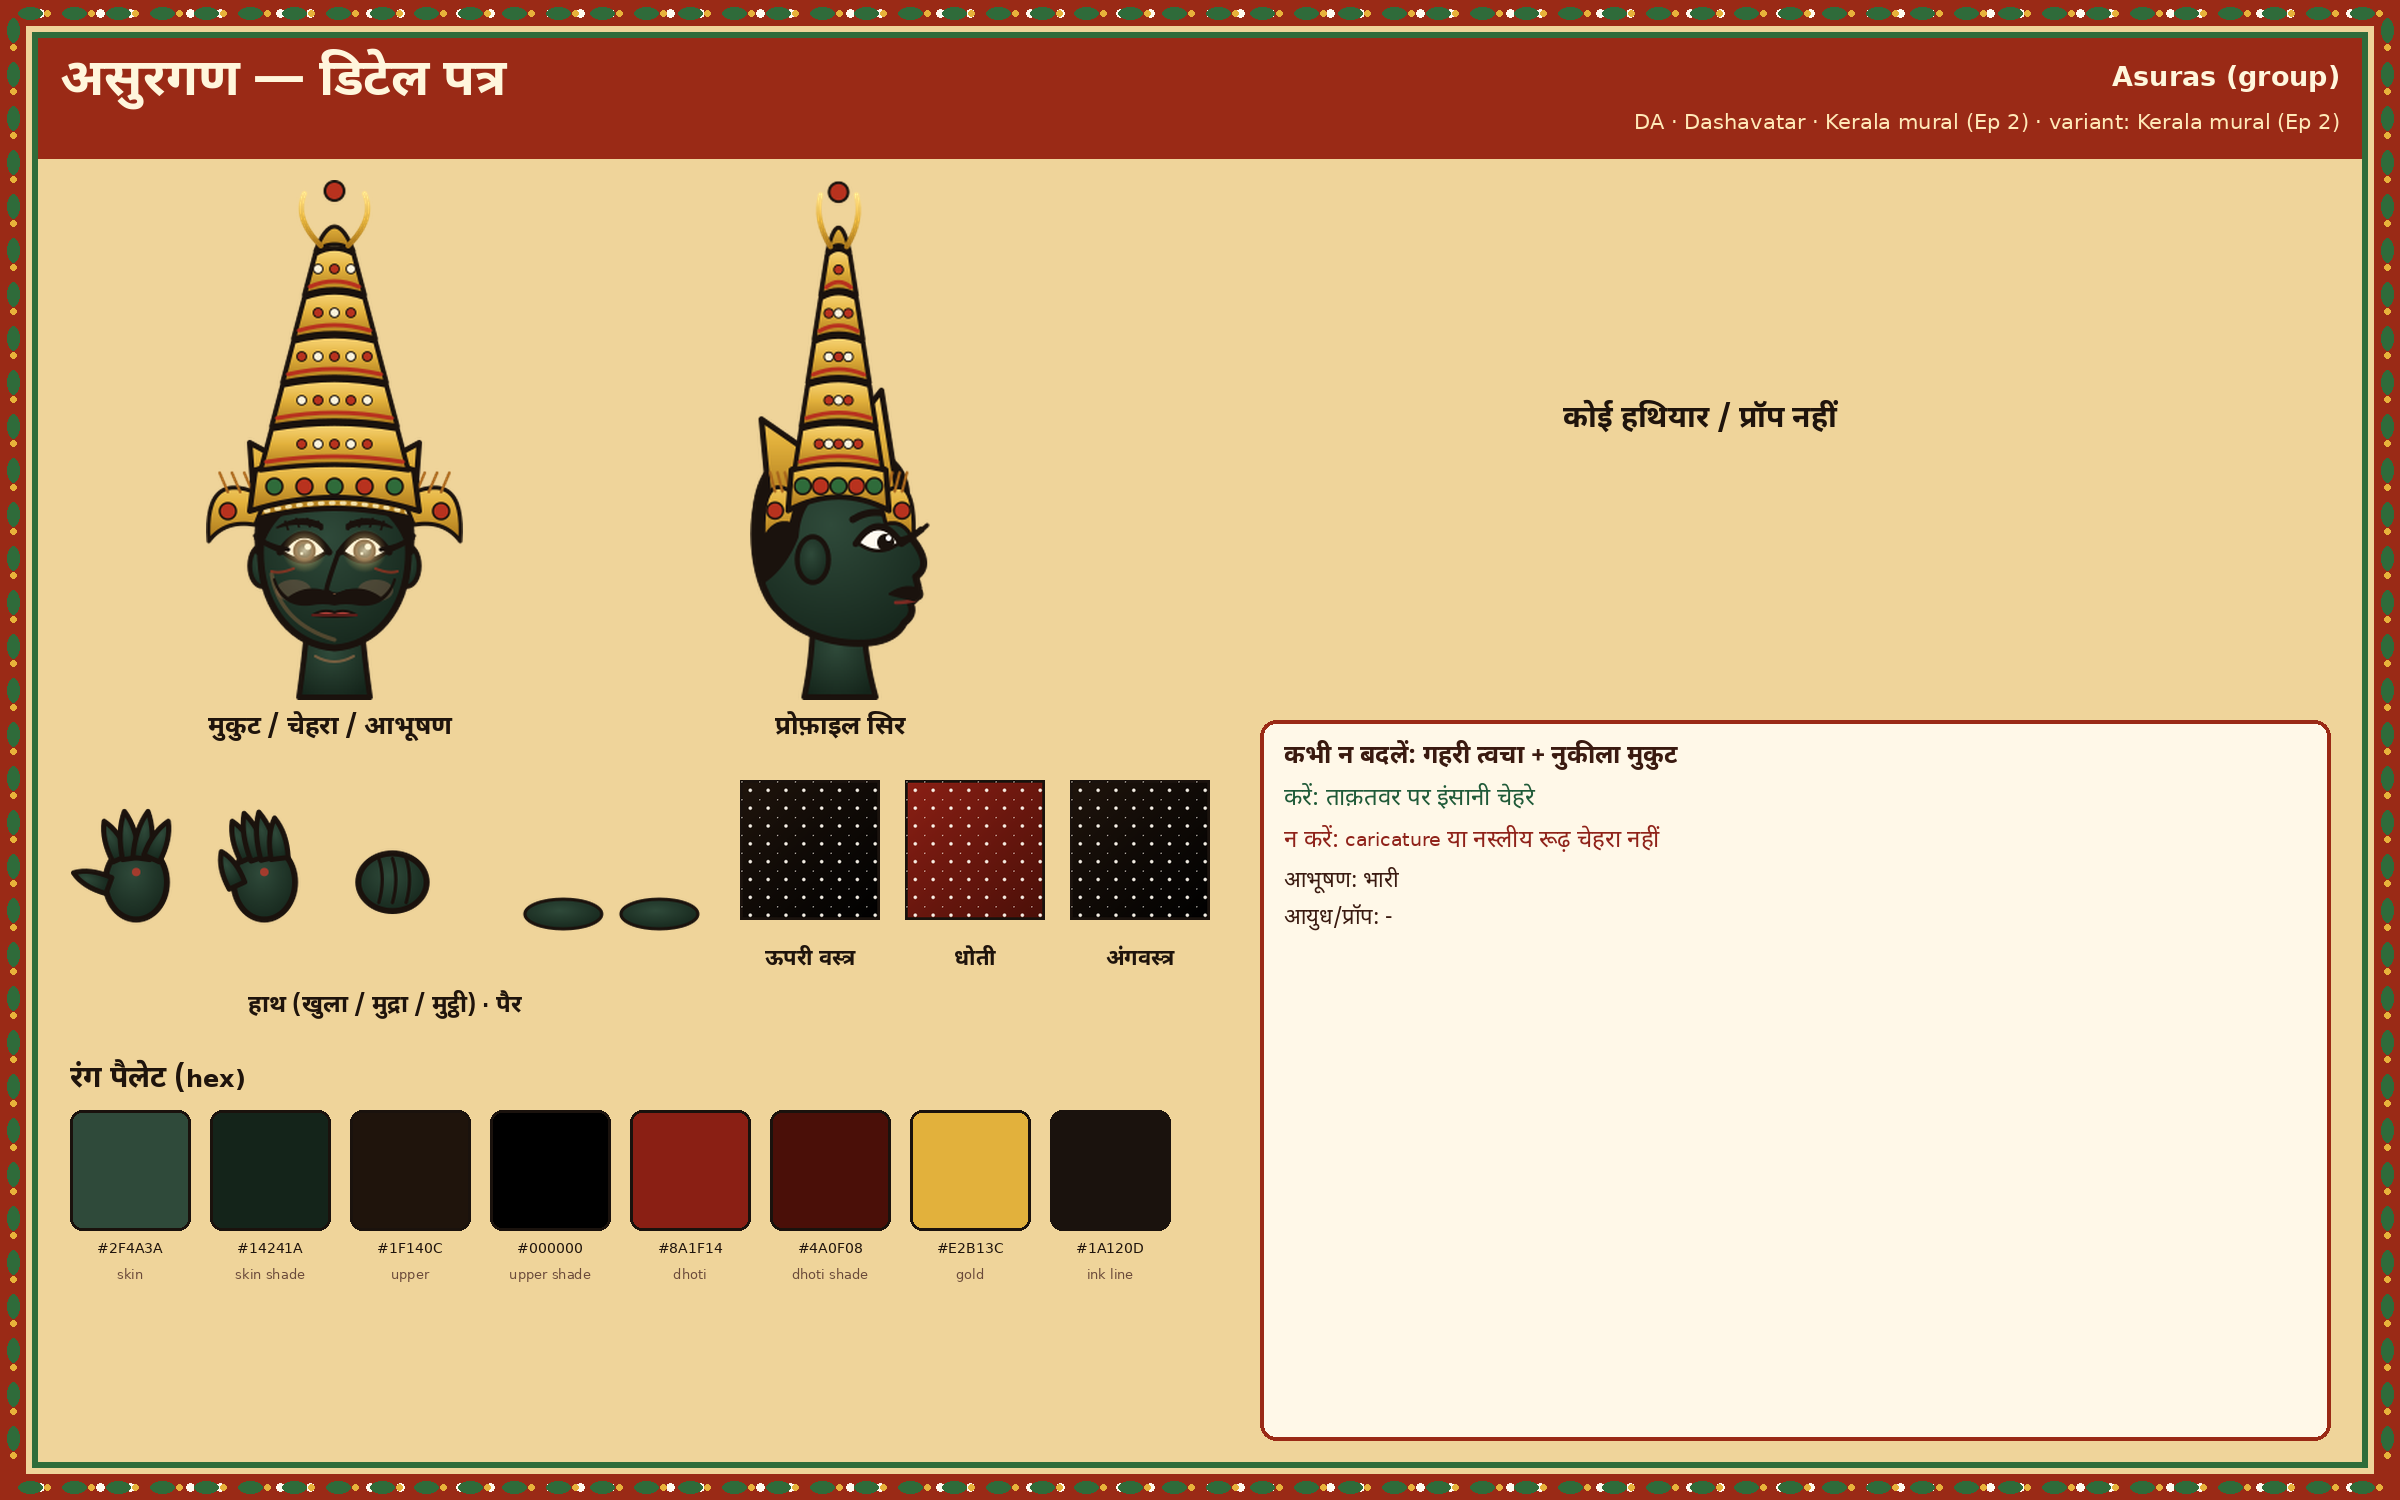 असुरगण — डिटेल पत्र
Asuras (group)
DA · Dashavatar · Kerala mural (Ep 2) · variant: Kerala mural (Ep 2)
कोई हथियार / प्रॉप नहीं
मुकुट / चेहरा / आभूषण
प्रोफ़ाइल सिर
कभी न बदलें: गहरी त्वचा + नुकीला मुकुट
करें: ताक़तवर पर इंसानी चेहरे
न करें: caricature या नस्लीय रूढ़ चेहरा नहीं
आभूषण: भारी
आयुध/प्रॉप: -
ऊपरी वस्त्र
धोती
अंगवस्त्र
हाथ (खुला / मुद्रा / मुट्ठी) · पैर
रंग पैलेट (hex)
#2F4A3A #14241A #1F140C #000000 #8A1F14 #4A0F08 #E2B13C #1A120D
skin skin shade upper upper shade dhoti dhoti shade gold ink line